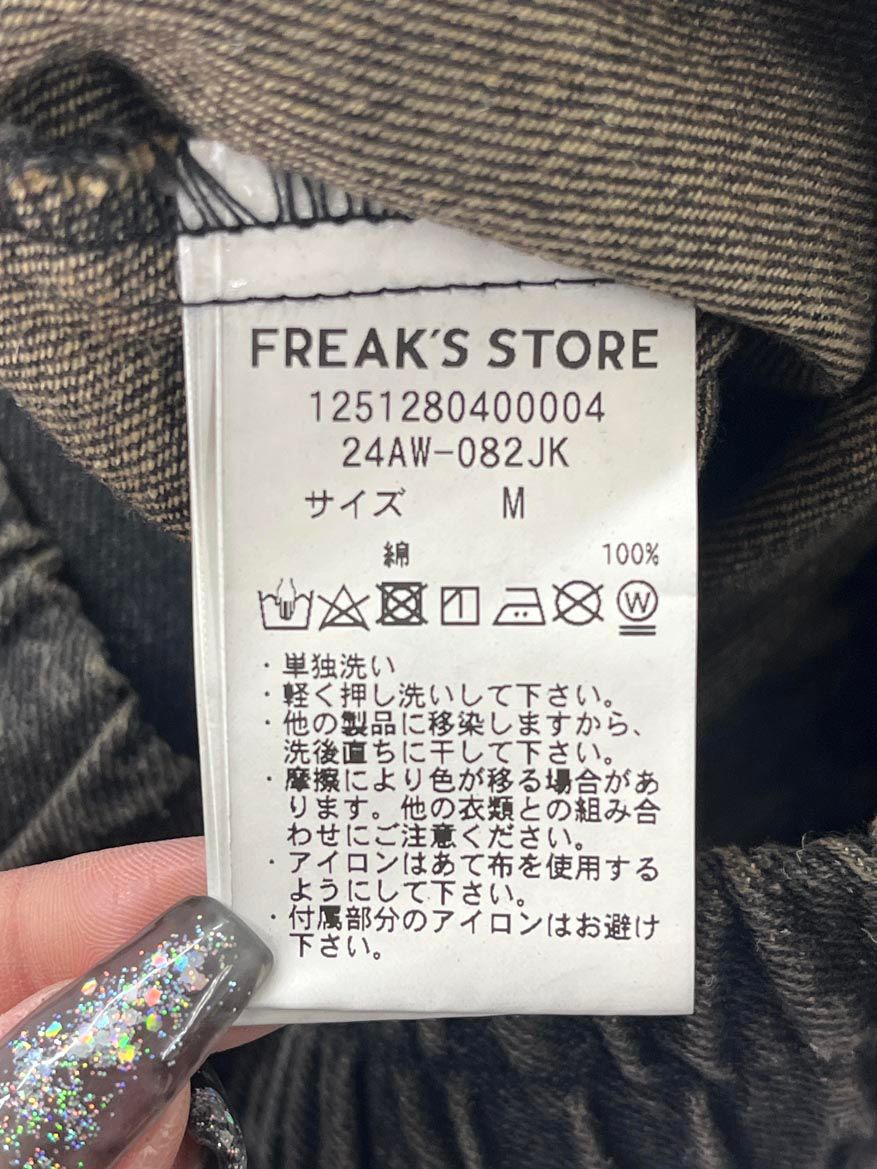 FREAK'S STORE
1251280400004
24AW-082JK
サイズ M
綿 100%
W
・単独洗い
・軽く押し洗いして下さい。
・他の製品に移染しますから、
洗後直ちに干して下さい。
・摩擦により色が移る場合があ
ります。他の衣類との組み合
わせにご注意ください。
・アイロンはあて布を使用する
ようにして下さい。
・付属部分のアイロンはお避け
下さい。